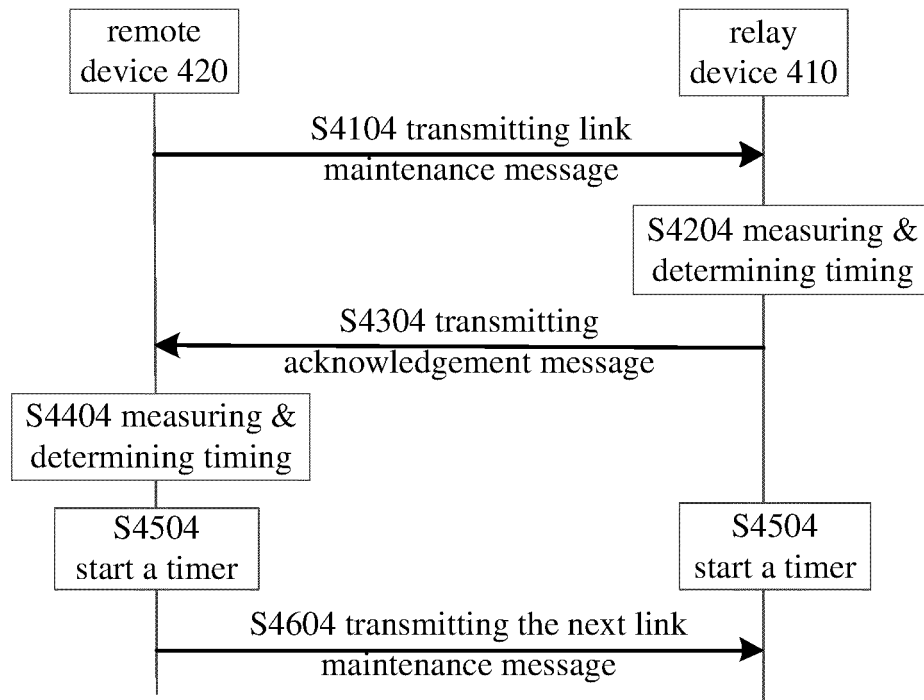 remote
device 420
relay
device 410
S4104 transmitting link
maintenance message
S4204 measuring &
determining timing
S4304 transmitting
acknowledgement message
S4404 measuring &
determining timing
S4504
start a timer
S4504
start a timer
S4604 transmitting the next link
maintenance message